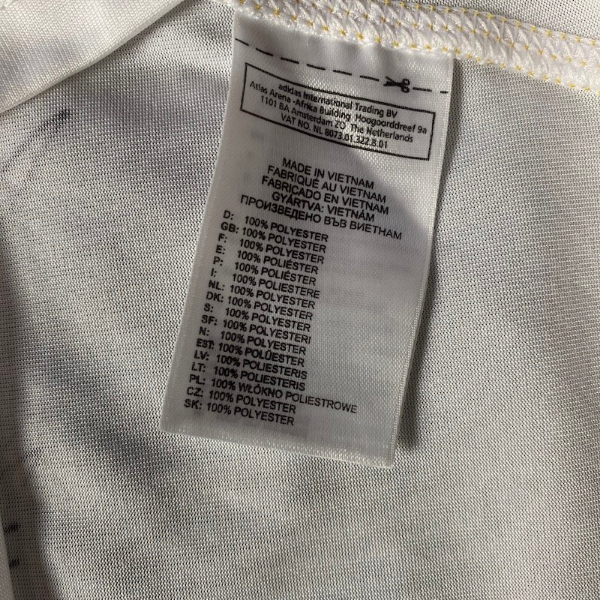 adidas International Trading BV
Atlas Arena -Afrika Building Hoogoorddreef 9a
1101 BA Amsterdam ZO The Netherlands
VAT NO. NL 8073.01.322.B.01
MADE IN VIETNAM
FABRIQUÉ AU VIETNAM
FABRICADO EN VIETNAM
GYÁRTVA: VIETNÁM
ПРОИЗВЕДЕНО ВЪВ ВИЕТНАМ
D: 100% POLYESTER
GB: 100% POLYESTER
F: 100% POLYESTER
E: 100% POLIÉSTER
P: 100% POLIÉSTER
I: 100% POLIESTERE
NL: 100% POLYESTER
DK: 100% POLYESTER
S: 100% POLYESTER
SF: 100% POLYESTERI
N: 100% POLYESTER
EST: 100% POLÜESTER
LV: 100% POLIESTERIS
LT: 100% POLIESTERIS
PL: 100% WŁÓKNO POLIESTROWE
CZ: 100% POLYESTER
SK: 100% POLYESTER